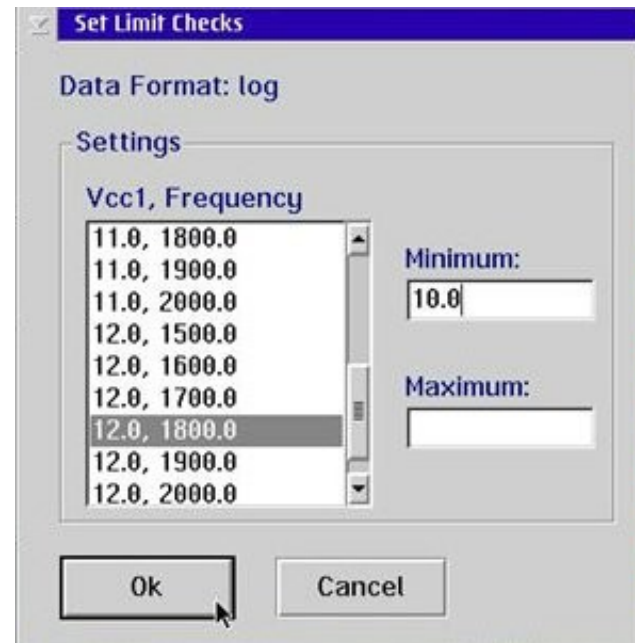 Set Limit Checks
Data Format: log
Settings
Vcc1, Frequency
11.0, 1800.0
11.0, 1900.0
11.0, 2000.0
12.0, 1500.0
12.0, 1600.0
12.0, 1700.0
12.0, 1800.0
12.0, 1900.0
12.0, 2000.0
Minimum:
10.0
Maximum:
Ok
Cancel